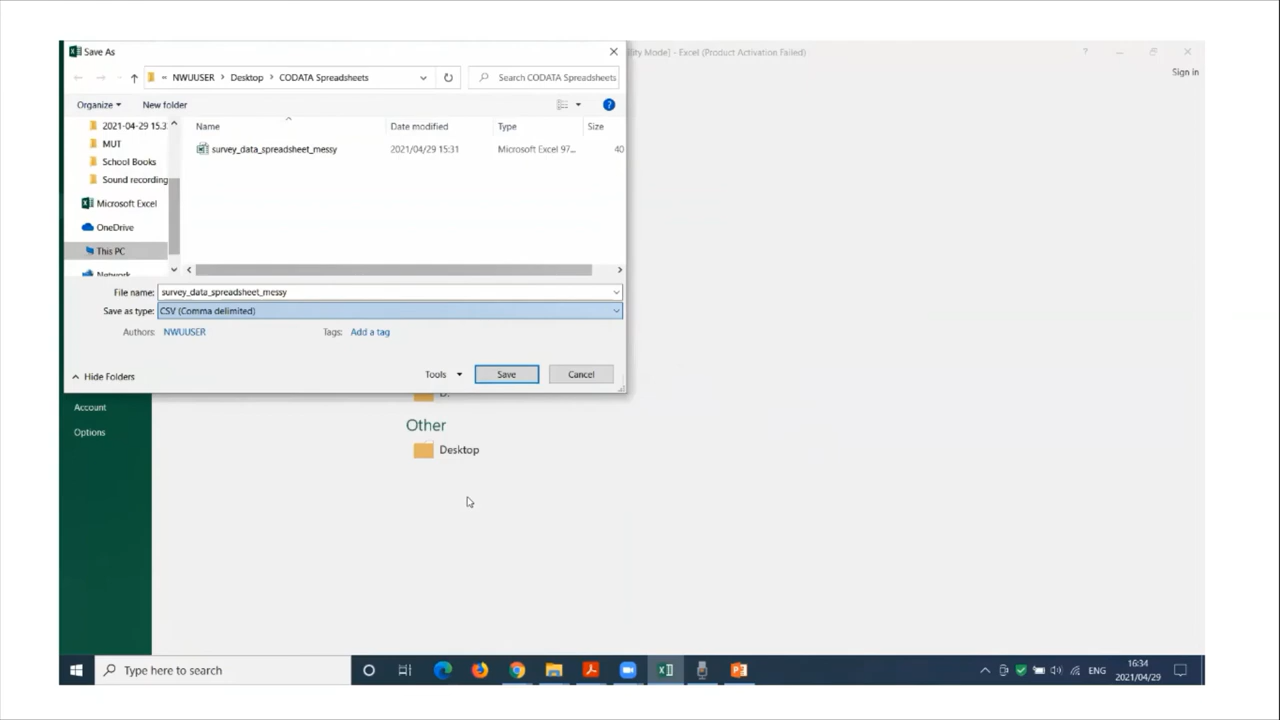 Save As
lity Mode] - Excel (Product Activation Failed)
?
Sign in
NWUUSER > Desktop > CODATA Spreadsheets
Search CODATA Spreadsheets
Organize
New folder
?
2021-04-29 15.3
MUT
School Books
Sound recording
Microsoft Excel
OneDrive
This PC
Network
Name
Date modified
Type
Size
survey_data_spreadsheet_messy
2021/04/29 15:31
Microsoft Excel 97...
40
File name:
survey_data_spreadsheet_messy
Save as type:
CSV (Comma delimited)
Authors:
NWUUSER
Tags:
Add a tag
Hide Folders
Tools
Save
Cancel
D:
Account
Options
Other
Desktop
Type here to search
ENG
16:34
2021/04/29